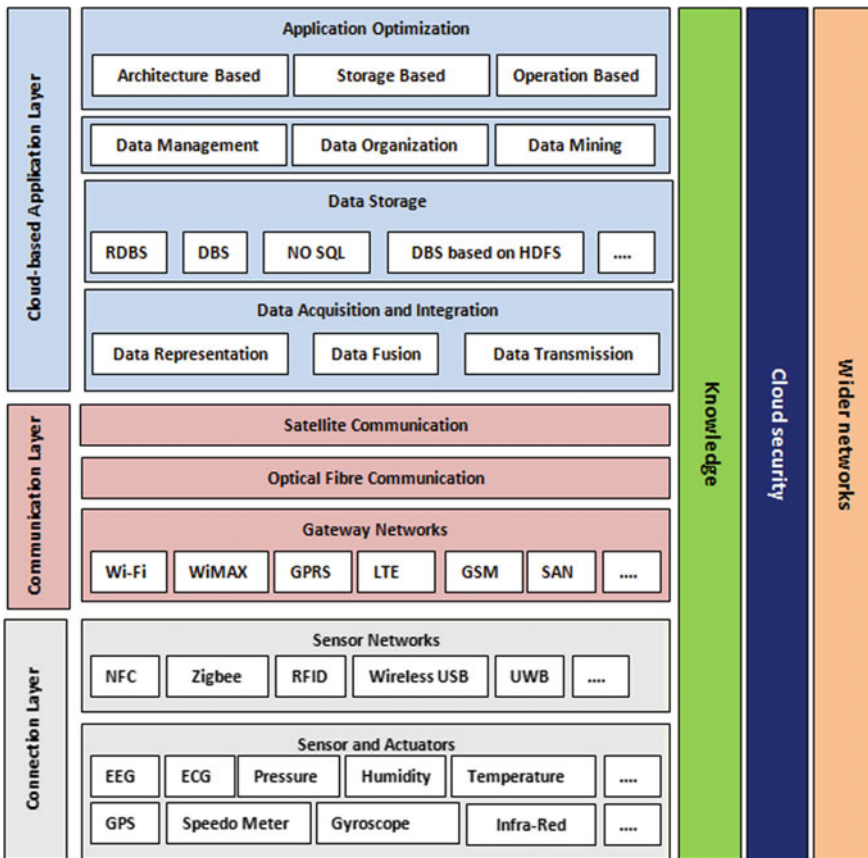 Cloud-based Application Layer
Application Optimization
Architecture Based
Storage Based
Operation Based
Data Management
Data Organization
Data Mining
Data Storage
RDBS
DBS
NO SQL
DBS based on HDFS
....
Data Acquisition and Integration
Data Representation
Data Fusion
Data Transmission
Communication Layer
Satellite Communication
Optical Fibre Communication
Gateway Networks
Wi-Fi
WiMAX
GPRS
LTE
GSM
SAN
....
Connection Layer
Sensor Networks
NFC
Zigbee
RFID
Wireless USB
UWB
....
Sensor and Actuators
EEG
ECG
Pressure
Humidity
Temperature
....
GPS
Speedo Meter
Gyroscope
Infra-Red
....
Knowledge
Cloud security
Wider networks